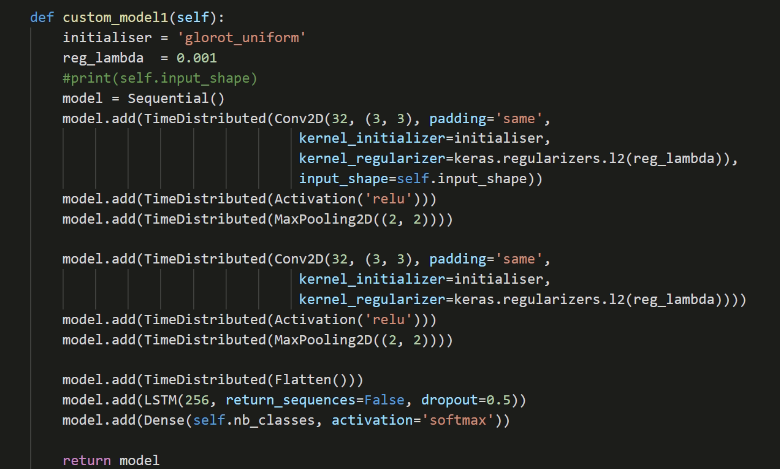 def custom_model1(self):
    initialiser = 'glorot_uniform'
    reg_lambda  = 0.001
    #print(self.input_shape)
    model = Sequential()
    model.add(TimeDistributed(Conv2D(32, (3, 3), padding='same',
                             kernel_initializer=initialiser,
                             kernel_regularizer=keras.regularizers.l2(reg_lambda)),
                             input_shape=self.input_shape))
    model.add(TimeDistributed(Activation('relu')))
    model.add(TimeDistributed(MaxPooling2D((2, 2))))

    model.add(TimeDistributed(Conv2D(32, (3, 3), padding='same',
                             kernel_initializer=initialiser,
                             kernel_regularizer=keras.regularizers.l2(reg_lambda))))
    model.add(TimeDistributed(Activation('relu')))
    model.add(TimeDistributed(MaxPooling2D((2, 2))))

    model.add(TimeDistributed(Flatten()))
    model.add(LSTM(256, return_sequences=False, dropout=0.5))
    model.add(Dense(self.nb_classes, activation='softmax'))

    return model